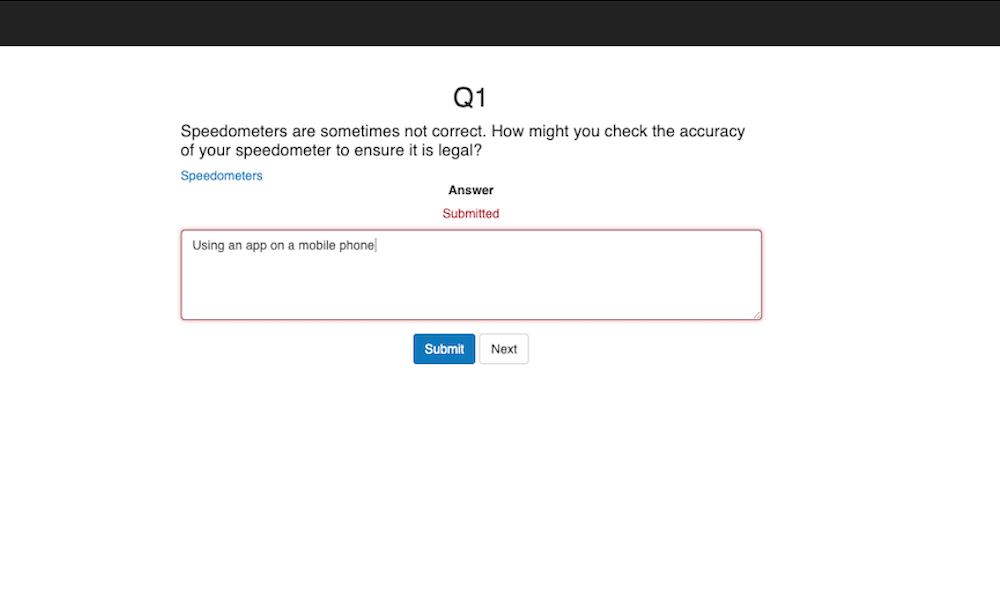 Q1
Speedometers are sometimes not correct. How might you check the accuracy
of your speedometer to ensure it is legal?
Speedometers
Answer
Submitted
Using an app on a mobile phone
Submit Next